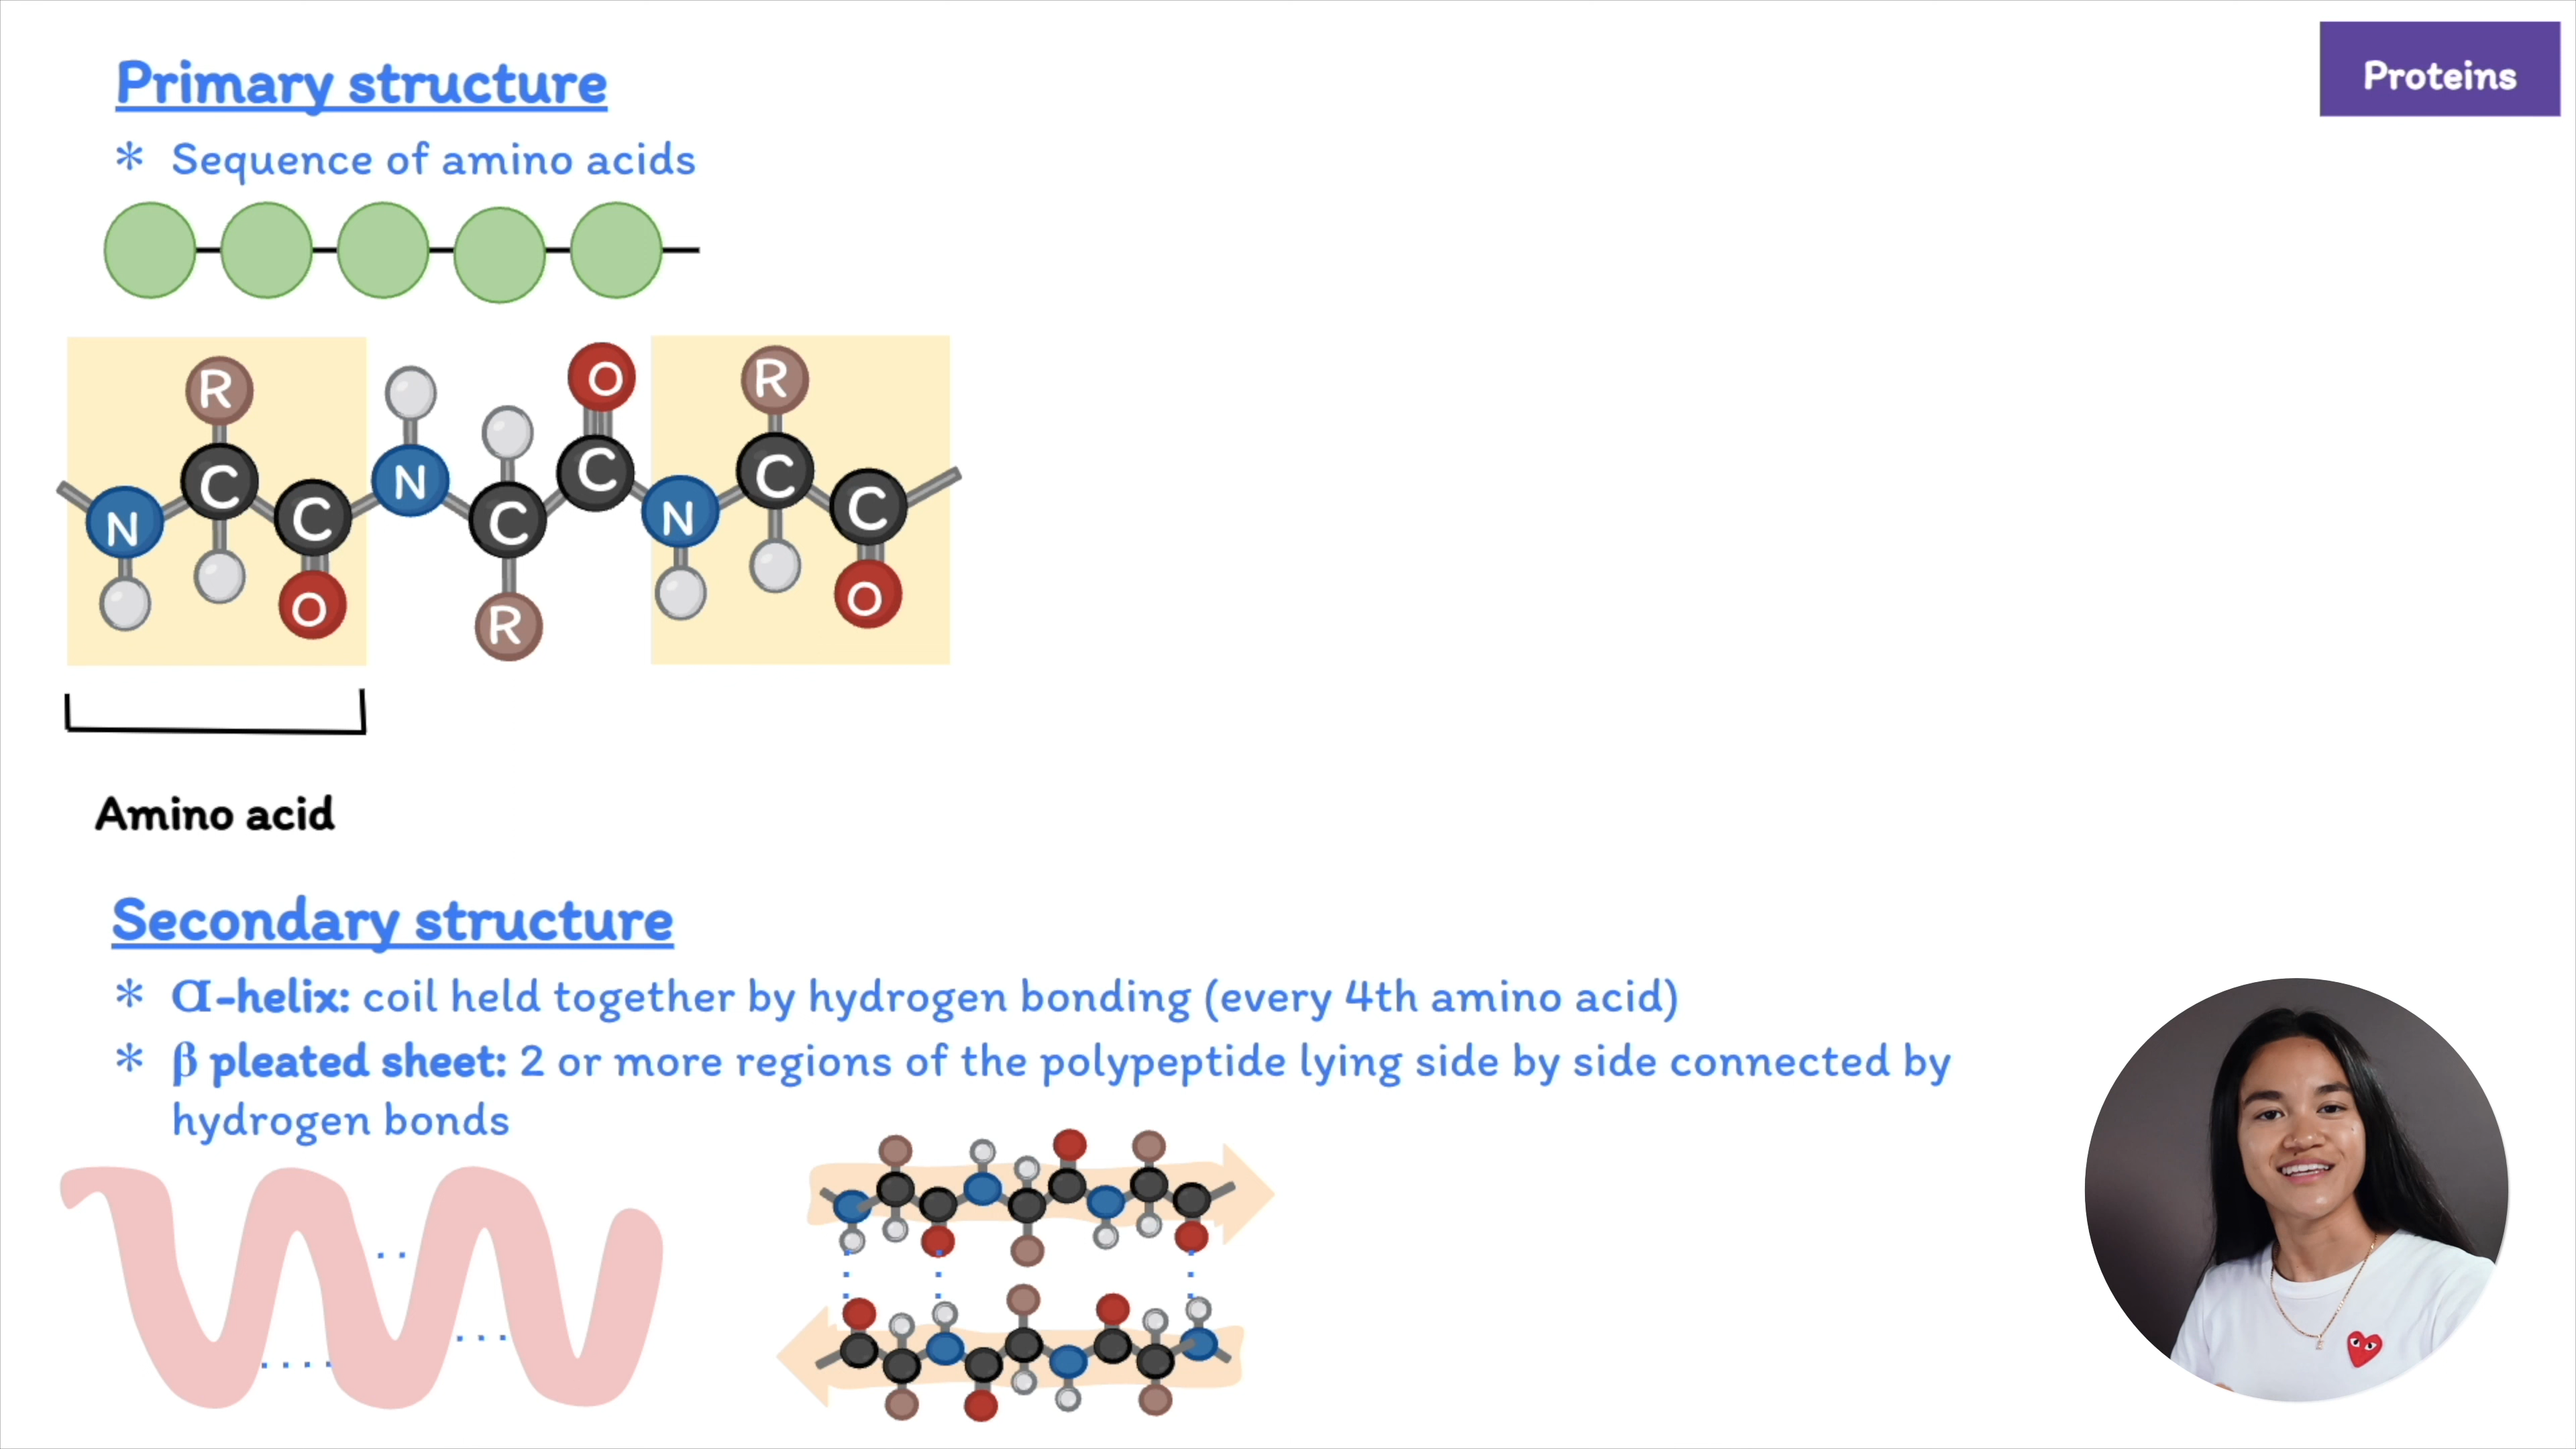 Proteins
Primary structure
* Sequence of amino acids
R O R
N C C N C C N C C
O R O
Amino acid
Secondary structure
* α-helix: coil held together by hydrogen bonding (every 4th amino acid)
* β pleated sheet: 2 or more regions of the polypeptide lying side by side connected by
hydrogen bonds